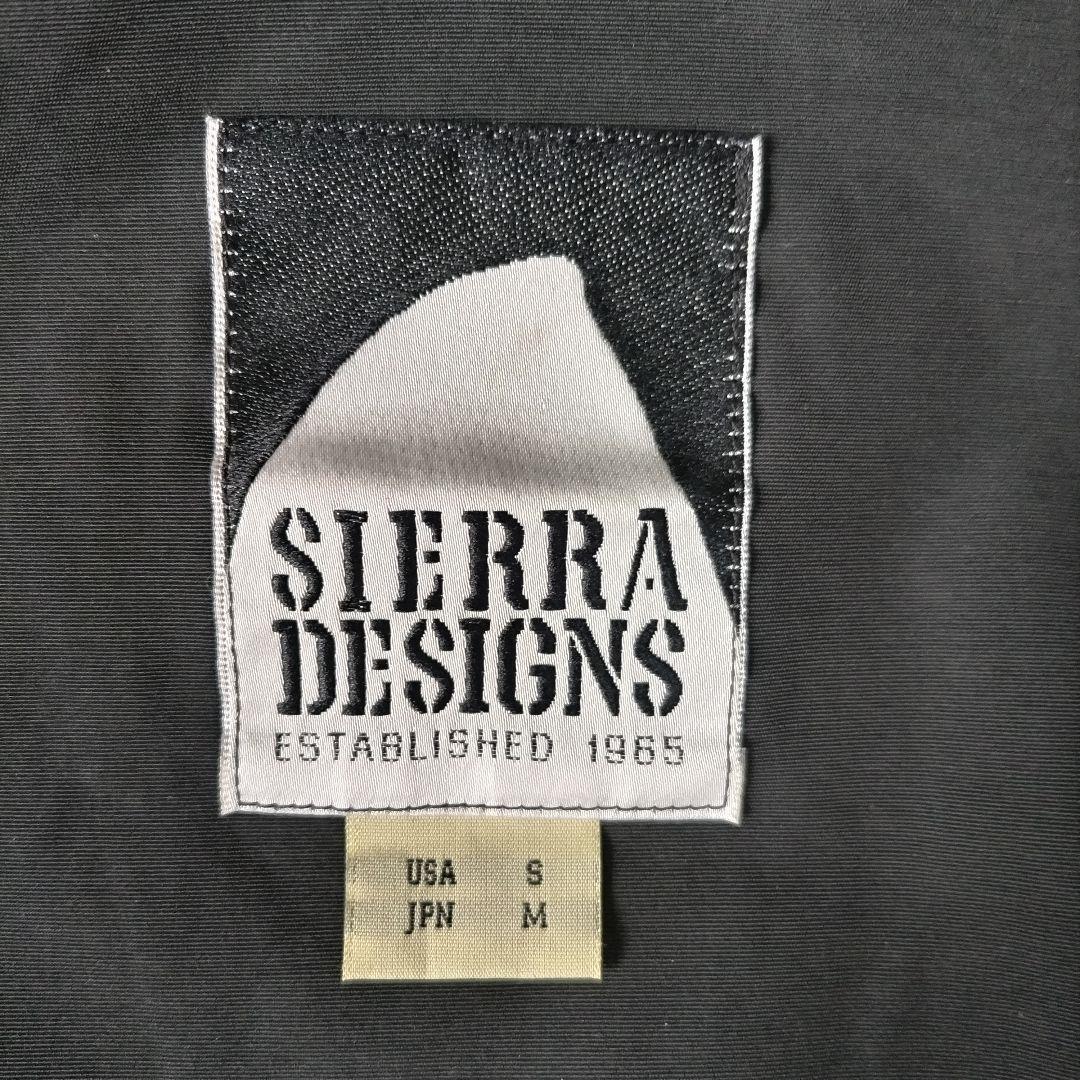 SIERRA
DESIGNS
ESTABLISHED 1965
USA S
JPN M